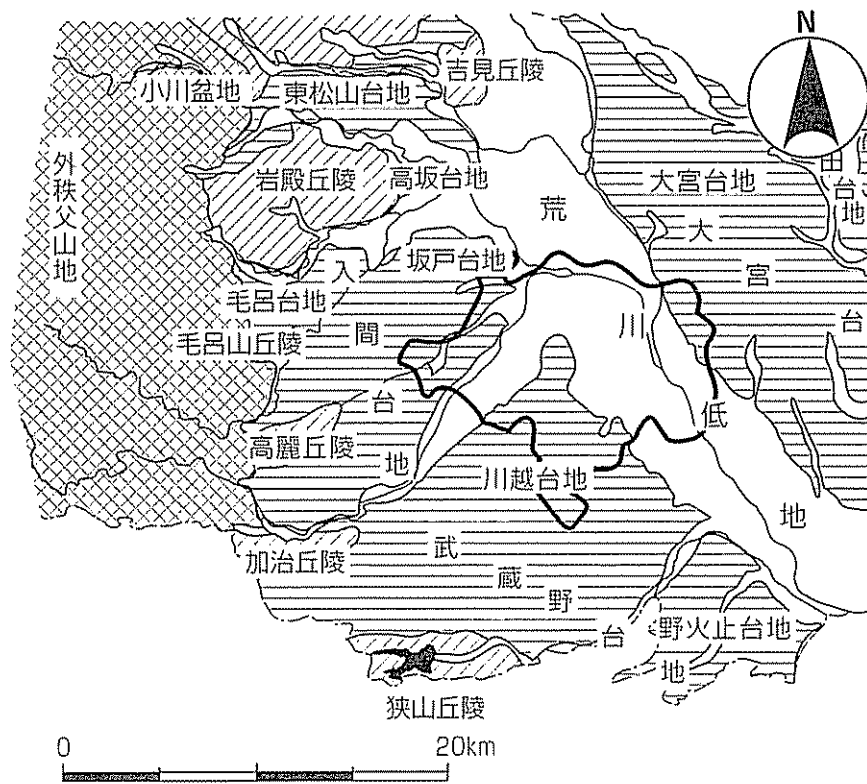 N
吉見丘陵
小川盆地
東松山台地
外秩父山地
岩殿丘陵
高坂台地
荒川低地
大宮台地
大宮台
台地
坂戸台地
毛呂台地
入間台地
毛呂山丘陵
高麗丘陵
川越台地
加治丘陵
武蔵野台地
野火止台地
狭山丘陵
0
20km